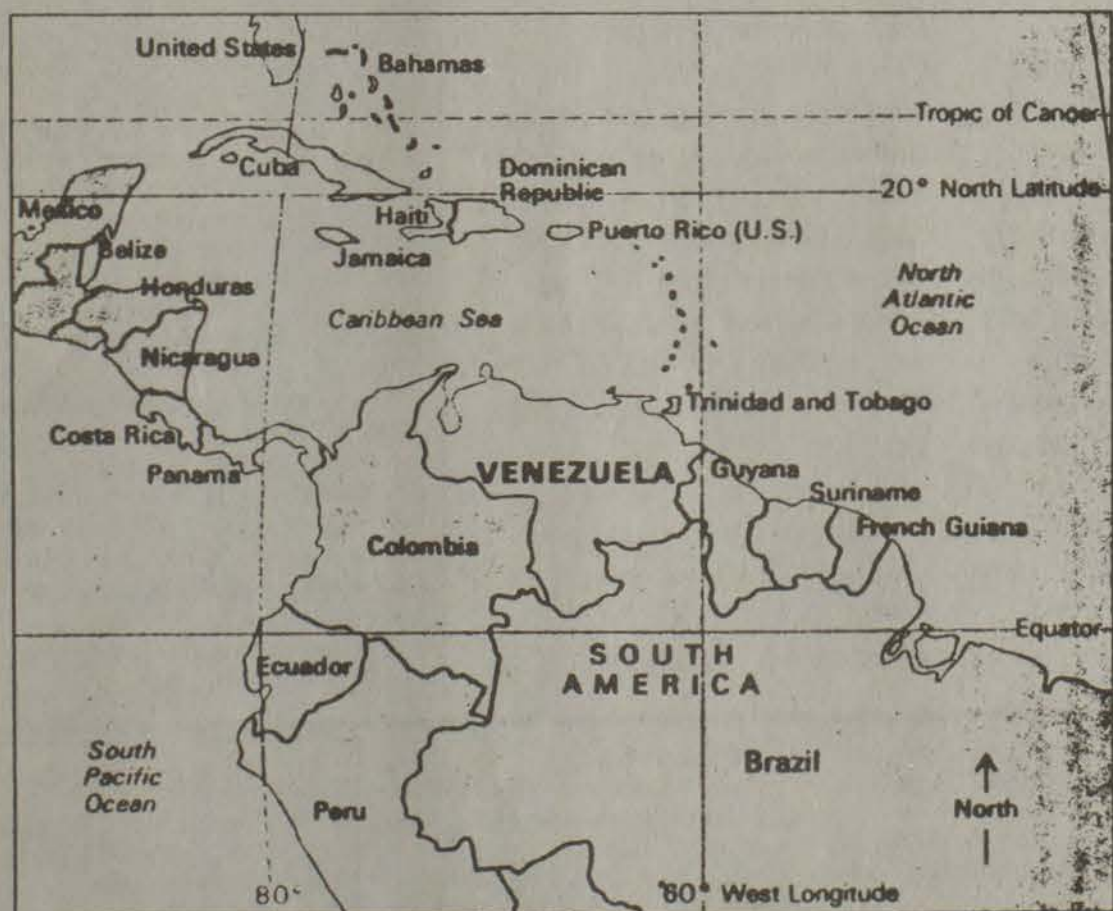 United States
Bahamas
Tropic of Cancer
Cuba
Dominican
Republic
20° North Latitude
Mexico
Haiti
Puerto Rico (U.S.)
Belize
Jamaica
Honduras
North
Atlantic
Ocean
Caribbean Sea
Nicaragua
Trinidad and Tobago
Costa Rica
Panama
VENEZUELA
Guyana
Suriname
French Guiana
Colombia
Equator
SOUTH
AMERICA
Ecuador
South
Pacific
Ocean
Brazil
Peru
North
80°
60° West Longitude